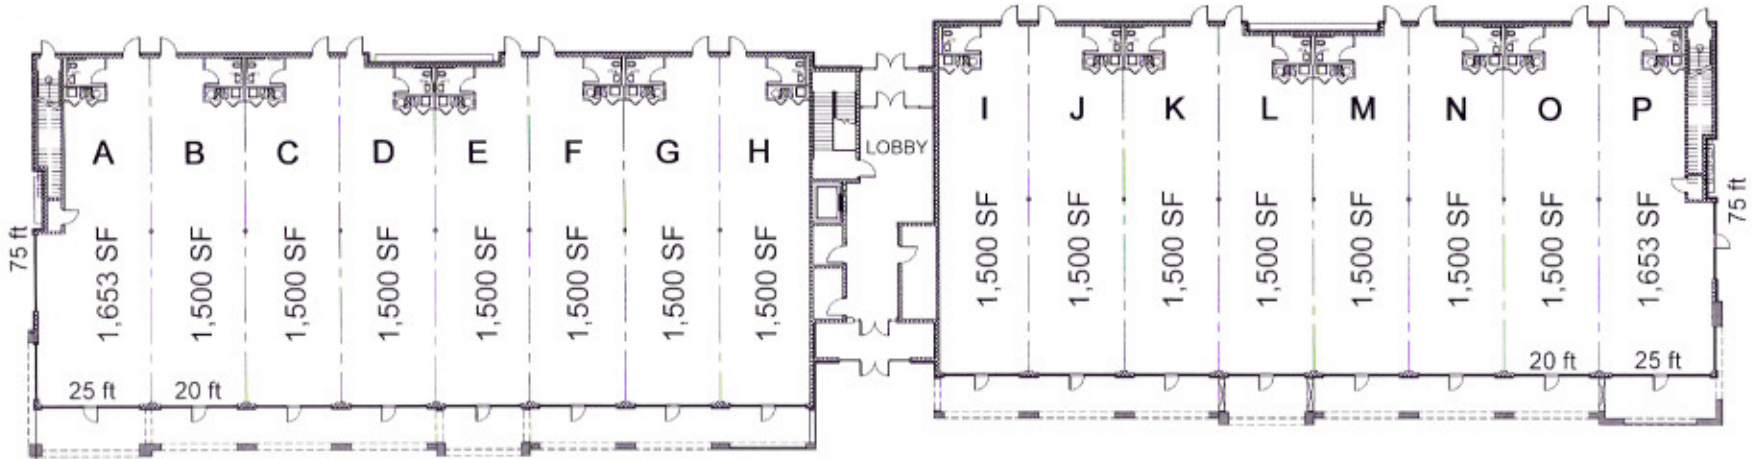 A
B
C
D
E
F
G
H
LOBBY
I
J
K
L
M
N
O
P
75 ft
1,653 SF
1,500 SF
1,500 SF
1,500 SF
1,500 SF
1,500 SF
1,500 SF
1,500 SF
1,500 SF
1,500 SF
1,500 SF
1,500 SF
1,500 SF
1,500 SF
1,500 SF
1,653 SF
75 ft
25 ft
20 ft
20 ft
25 ft